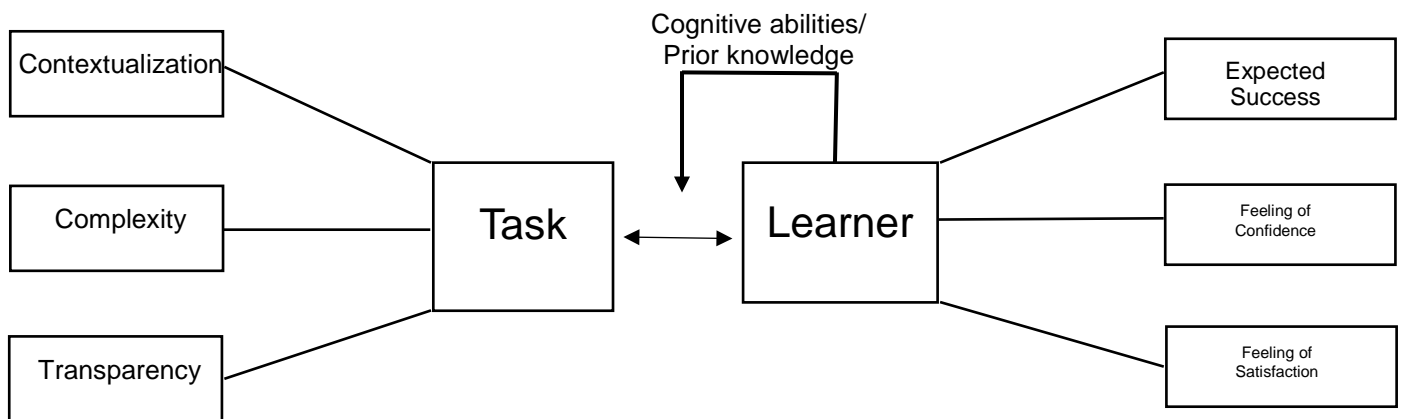 Cognitive abilities/
Prior knowledge
Contextualization
Complexity
Transparency
Task
Learner
Expected
Success
Feeling of
Confidence
Feeling of
Satisfaction